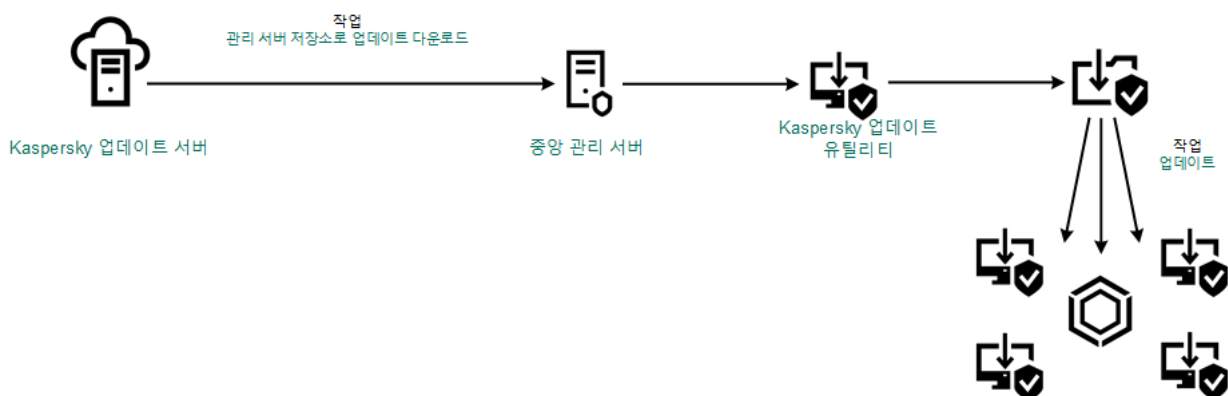 작업
관리 서버 저장소로 업데이트 다운로드
Kaspersky 업데이트 서버
중앙 관리 서버
Kaspersky 업데이트
유틸리티
작업
업데이트